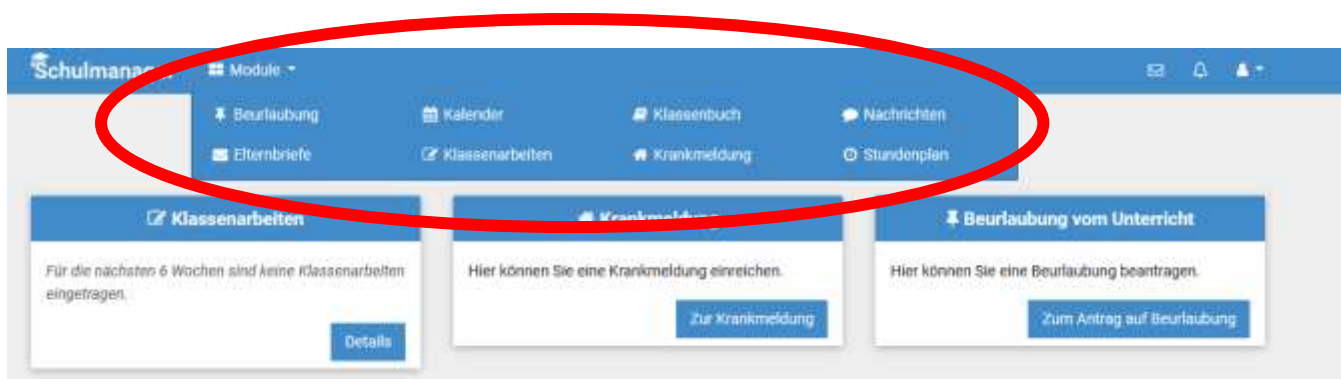 Module
Beurlaubung Kalender Klassenbuch Nachrichten
Elternbriefe Klassenarbeiten Krankmeldung Stundenplan
Klassenarbeiten
Für die nächsten 6 Wochen sind keine Klassenarbeiten
eingetragen.
Details
Krankmeldung
Hier können Sie eine Krankmeldung einreichen.
Zur Krankmeldung
Beurlaubung vom Unterricht
Hier können Sie eine Beurlaubung beantragen.
Zum Antrag auf Beurlaubung